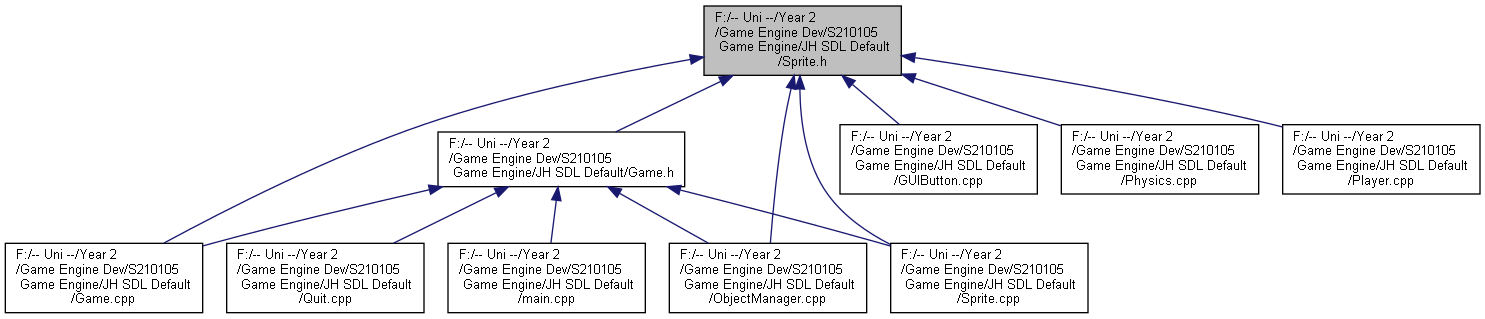 F:/-- Uni --/Year 2
/Game Engine Dev/S210105
Game Engine/JH SDL Default
/Sprite.h
F:/-- Uni --/Year 2
/Game Engine Dev/S210105
Game Engine/JH SDL Default/Game.h
F:/-- Uni --/Year 2
/Game Engine Dev/S210105
Game Engine/JH SDL Default
/GUIButton.cpp
F:/-- Uni --/Year 2
/Game Engine Dev/S210105
Game Engine/JH SDL Default
/Physics.cpp
F:/-- Uni --/Year 2
/Game Engine Dev/S210105
Game Engine/JH SDL Default
/Player.cpp
F:/-- Uni --/Year 2
/Game Engine Dev/S210105
Game Engine/JH SDL Default
/Game.cpp
F:/-- Uni --/Year 2
/Game Engine Dev/S210105
Game Engine/JH SDL Default
/Quit.cpp
F:/-- Uni --/Year 2
/Game Engine Dev/S210105
Game Engine/JH SDL Default
/main.cpp
F:/-- Uni --/Year 2
/Game Engine Dev/S210105
Game Engine/JH SDL Default
/ObjectManager.cpp
F:/-- Uni --/Year 2
/Game Engine Dev/S210105
Game Engine/JH SDL Default
/Sprite.cpp